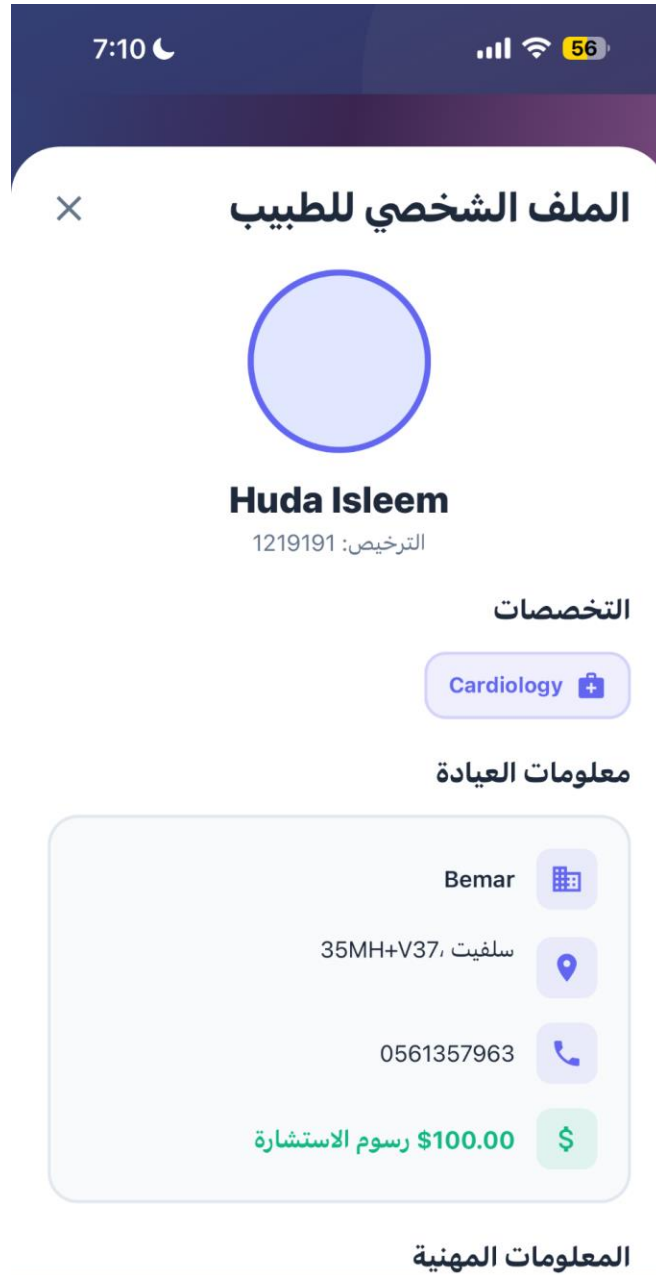 7:10
56
الملف الشخصي للطبيب
Huda Isleem
الترخيص: 1219191
التخصصات
Cardiology
معلومات العيادة
Bemar
35MH+V37، سلفيت
0561357963
$100.00 رسوم الاستشارة
المعلومات المهنية